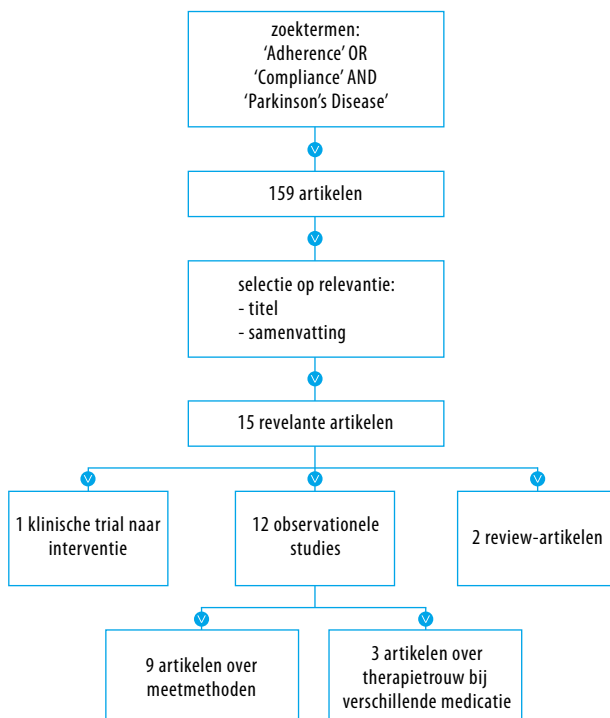 zoektermen:
‘Adherence’ OR
‘Compliance’ AND
‘Parkinson’s Disease’
159 artikelen
selectie op relevantie:
- titel
- samenvatting
15 revelante artikelen
1 klinische trial naar
interventie
12 observationele
studies
2 review-artikelen
9 artikelen over
meetmethoden
3 artikelen over
therapietrouw bij
verschillende medicatie